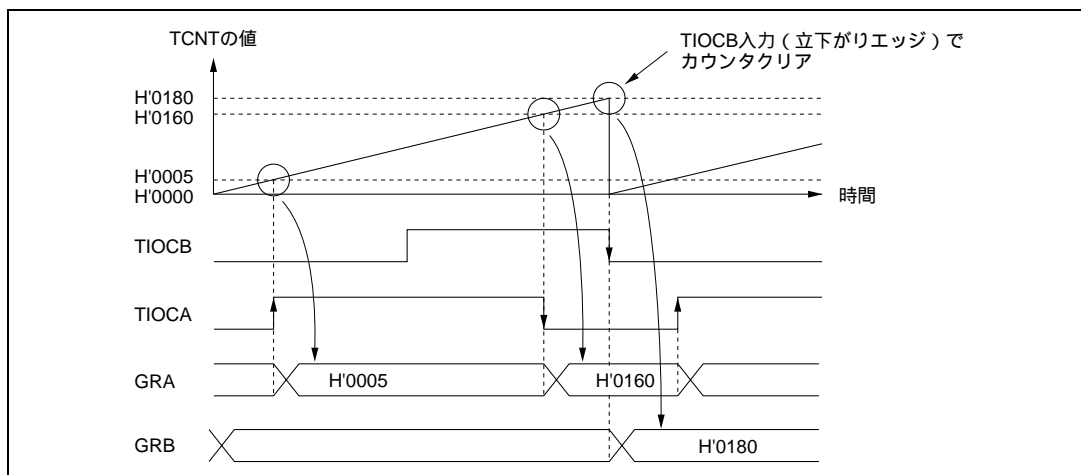 TCNTの値
TIOCB入力(立下がりエッジ)で
カウンタクリア
H'0180
H'0160
H'0005
H'0000
時間
TIOCB
TIOCA
GRA
H'0005
H'0160
GRB
H'0180